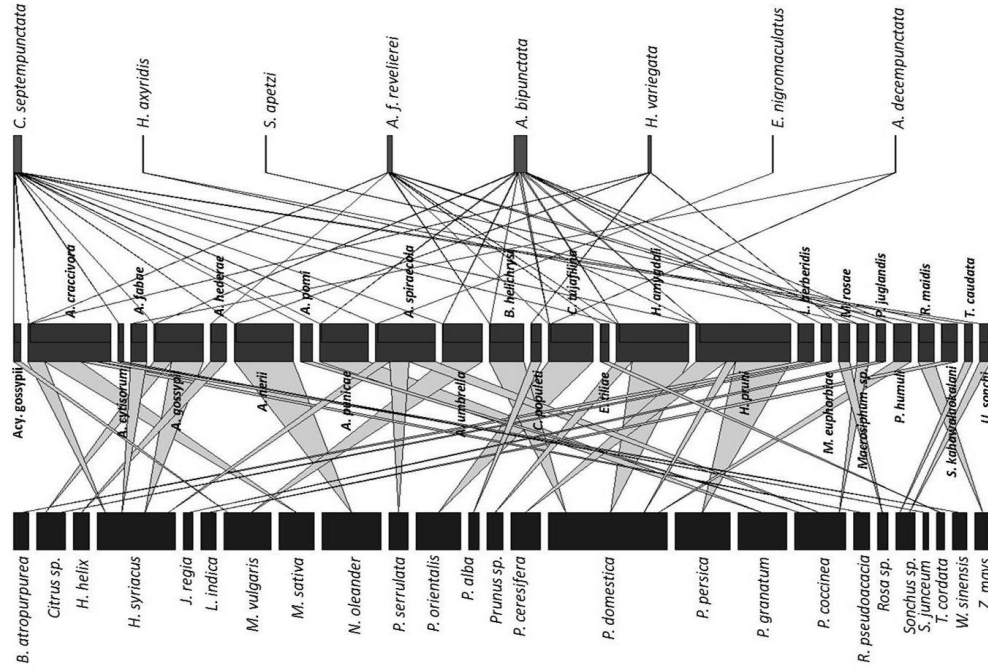 C. septempunctata
H. axyridis
S. apetzi
A. f. revelierei
A. bipunctata
H. variegata
E. nigromaculatus
A. decempunctata
A. craccivora
A. fabae
A. hederae
A. pomi
A. spiraecola
B. helichrysi
C. tujafilina
H. amygdali
L. berberidis
M. rosae
P. juglandis
R. maidis
T. caudata
Acy. gossypii
A. cytisorum
A. gossypii
A. nerii
A. punicae
A. umbrella
C. populeti
E. tiliae
H. pruni
M. euphorbiae
Macrosiphum sp.
P. humuli
U. sonchi
B. atropurpurea
Citrus sp.
H. helix
H. syriacus
J. regia
L. indica
M. vulgaris
M. sativa
N. oleander
P. serrulata
P. orientalis
P. alba
Prunus sp.
P. ceresifera
P. domestica
P. persica
P. granatum
P. coccinea
R. pseudoacacia
Rosa sp.
Sonchus sp.
S. junceum
T. cordata
W. sinensis
Z. mays